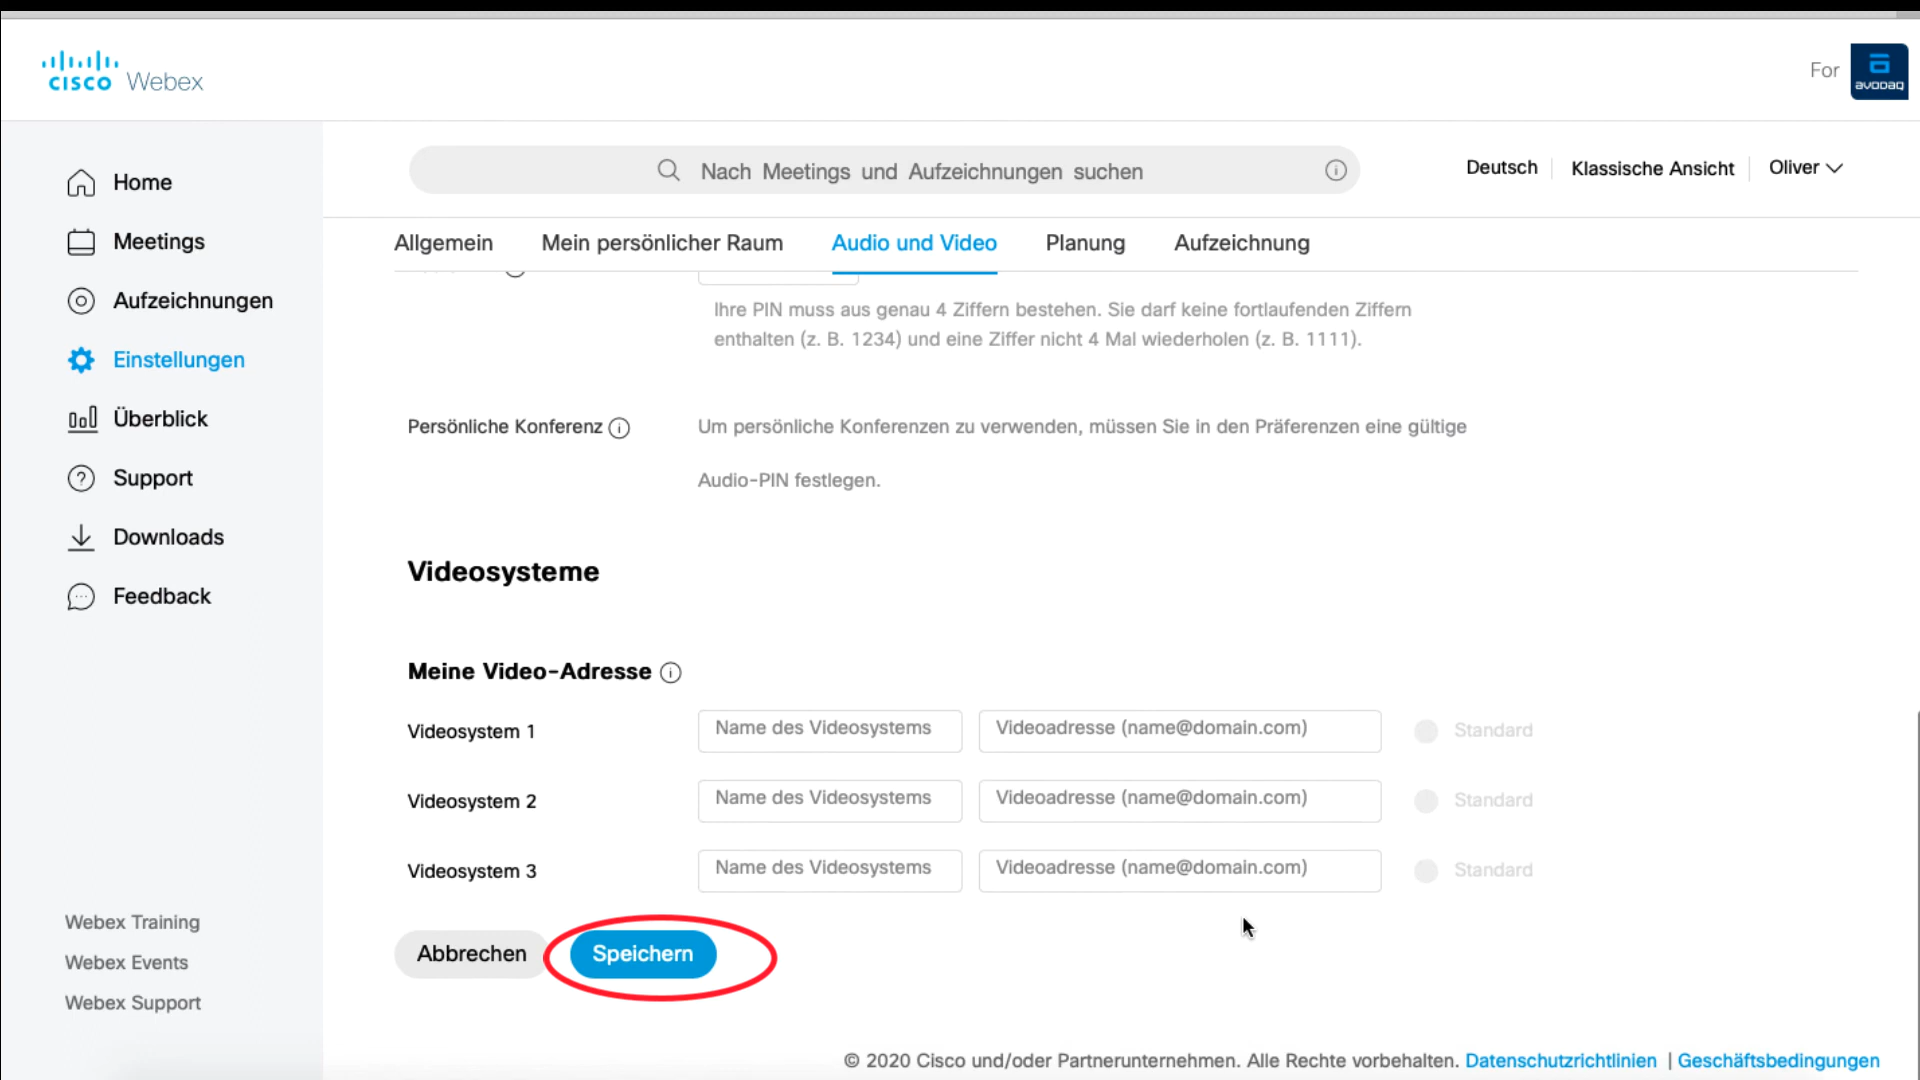 cisco Webex
For
avodaq
Home
Meetings
Aufzeichnungen
Einstellungen
Überblick
Support
Downloads
Feedback
Webex Training
Webex Events
Webex Support
Nach Meetings und Aufzeichnungen suchen
Deutsch
Klassische Ansicht
Oliver
Allgemein
Mein persönlicher Raum
Audio und Video
Planung
Aufzeichnung
Ihre PIN muss aus genau 4 Ziffern bestehen. Sie darf keine fortlaufenden Ziffern
enthalten (z. B. 1234) und eine Ziffer nicht 4 Mal wiederholen (z. B. 1111).
Persönliche Konferenz
Um persönliche Konferenzen zu verwenden, müssen Sie in den Präferenzen eine gültige
Audio-PIN festlegen.
Videosysteme
Meine Video-Adresse
Videosystem 1 Name des Videosystems Videoadresse (name@domain.com) Standard
Videosystem 2 Name des Videosystems Videoadresse (name@domain.com) Standard
Videosystem 3 Name des Videosystems Videoadresse (name@domain.com) Standard
Abbrechen Speichern
© 2020 Cisco und/oder Partnerunternehmen. Alle Rechte vorbehalten. Datenschutzrichtlinien | Geschäftsbedingungen